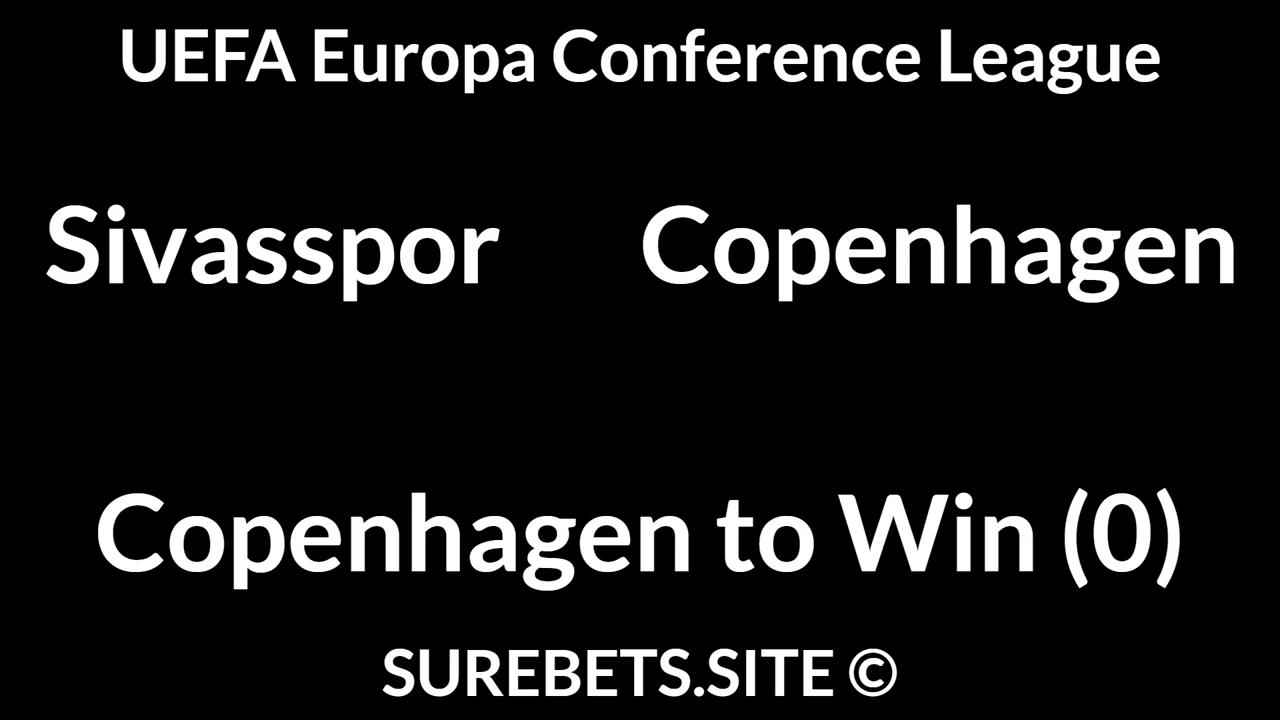 UEFA Europa Conference League
Sivasspor Copenhagen
Copenhagen to Win (0)
SUREBETS.SITE ©